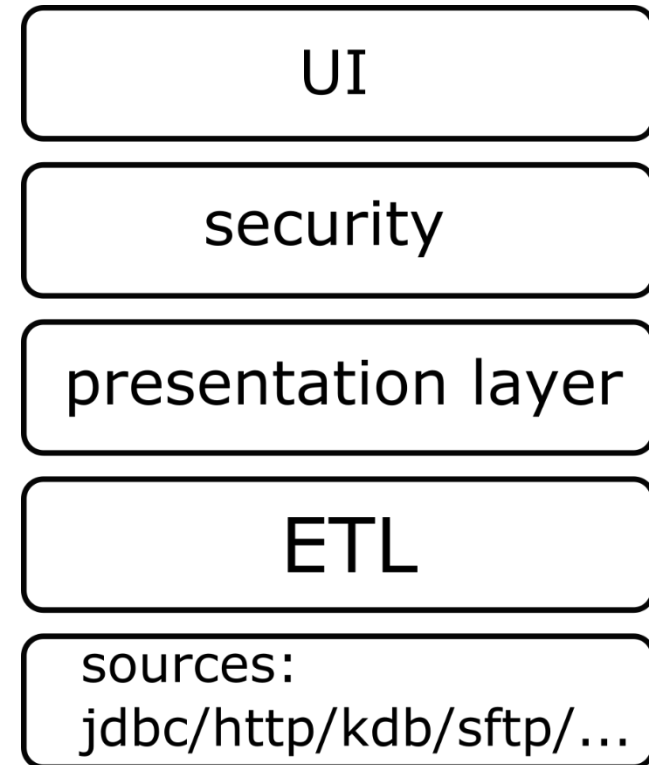 UI
security
presentation layer
ETL
sources:
jdbc/http/kdb/sftp/...